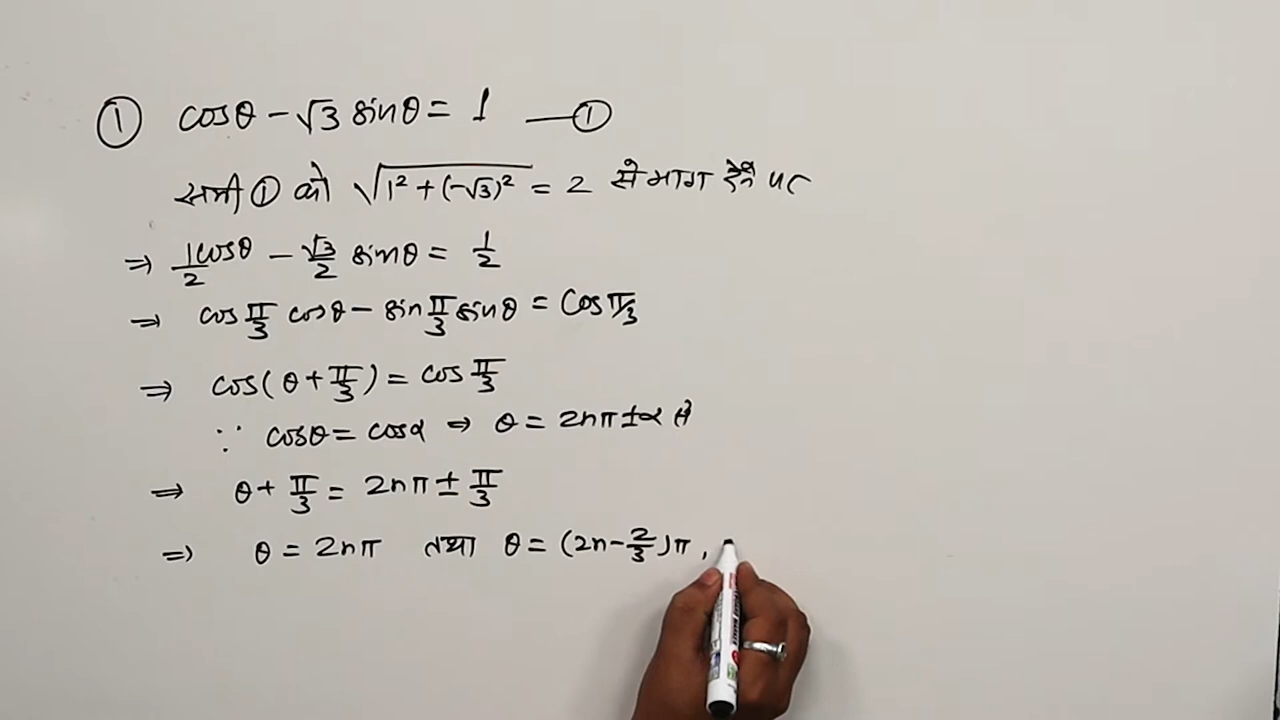 ① cosθ - √3 sinθ = 1 —①
समी ① को √1² + (-√3)² = 2 से भाग देने पर
⇒ 1/2 cosθ - √3/2 sinθ = 1/2
⇒ cos π/3 cosθ - sin π/3 sinθ = Cos π/3
⇒ cos(θ + π/3) = cos π/3
∵ cosθ = cosα ⇒ θ = 2nπ ± α से
⇒ θ + π/3 = 2nπ ± π/3
⇒ θ = 2nπ तथा θ = (2n - 2/3)π,